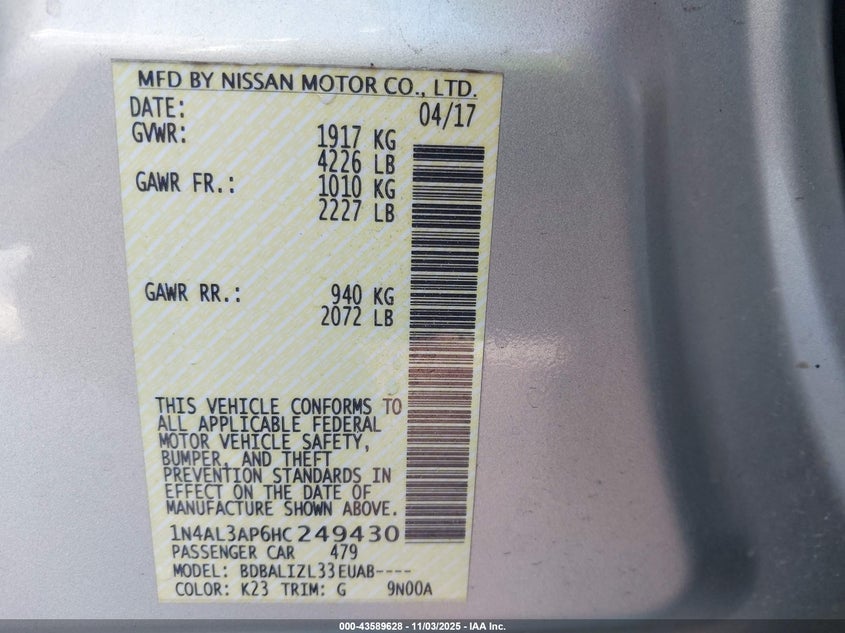 MFD BY NISSAN MOTOR CO., LTD.
DATE: 04/17
GVWR: 1917 KG
4226 LB
GAWR FR.: 1010 KG
2227 LB
GAWR RR.: 940 KG
2072 LB
THIS VEHICLE CONFORMS TO
ALL APPLICABLE FEDERAL
MOTOR VEHICLE SAFETY,
BUMPER, AND THEFT
PREVENTION STANDARDS IN
EFFECT ON THE DATE OF
MANUFACTURE SHOWN ABOVE.
1N4AL3AP6HC249430
PASSENGER CAR 479
MODEL: BDBALIZL33EUAB----
COLOR: K23 TRIM: G 9N00A
000-43589628 - 11/03/2025 - IAA Inc.